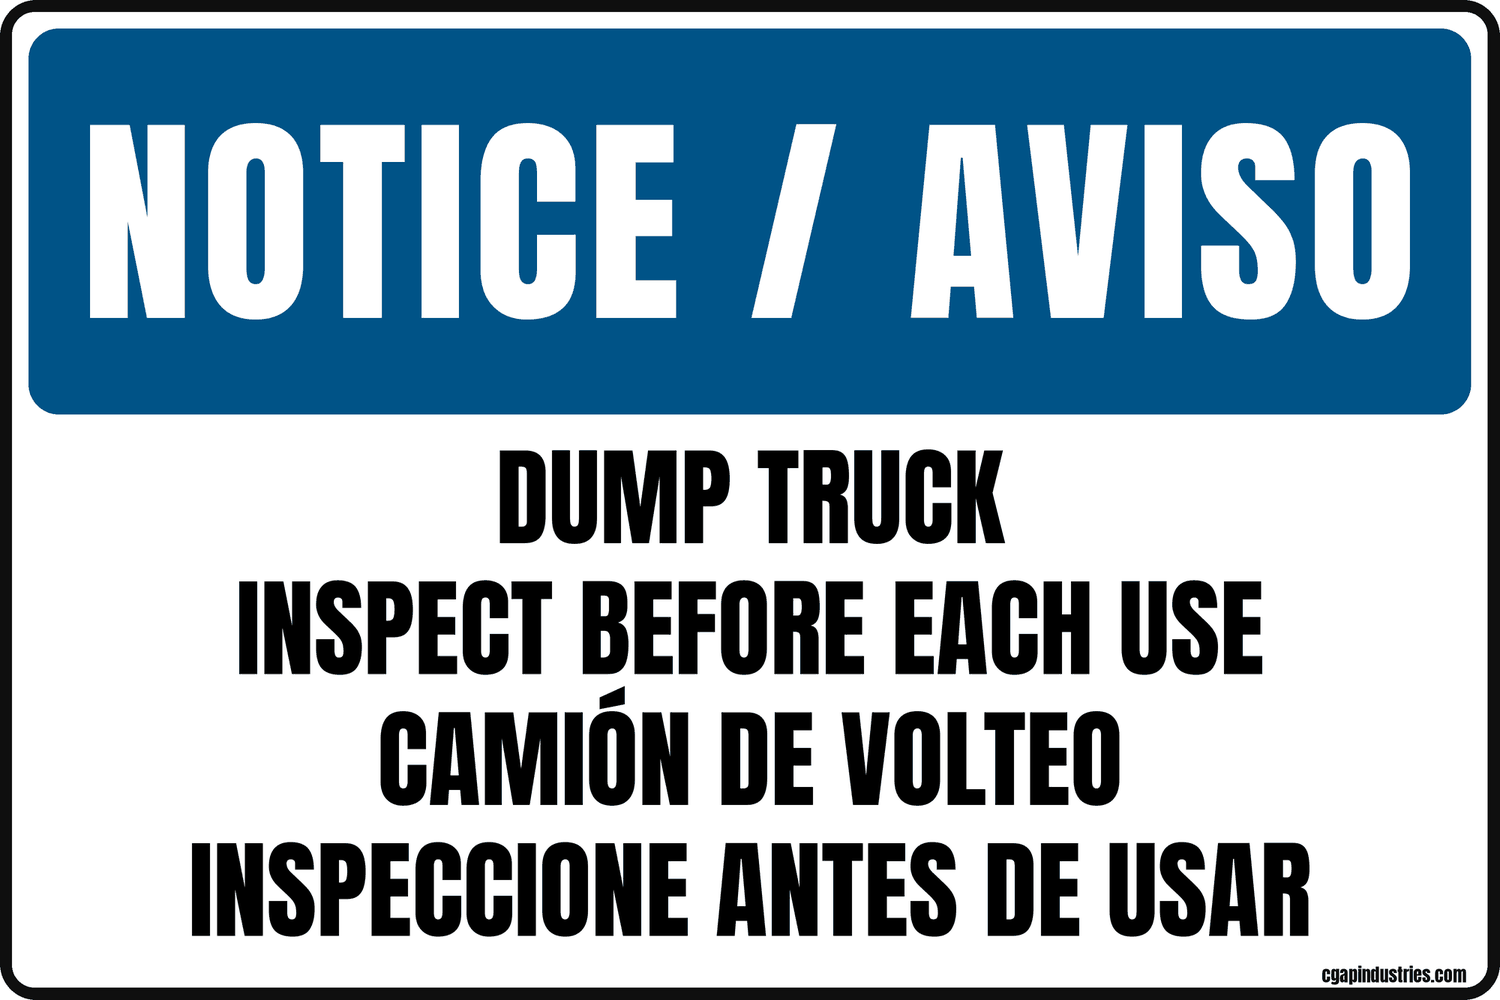 NOTICE / AVISO
DUMP TRUCK
INSPECT BEFORE EACH USE
CAMIÓN DE VOLTEO
INSPECCIONE ANTES DE USAR
cgapindustries.com